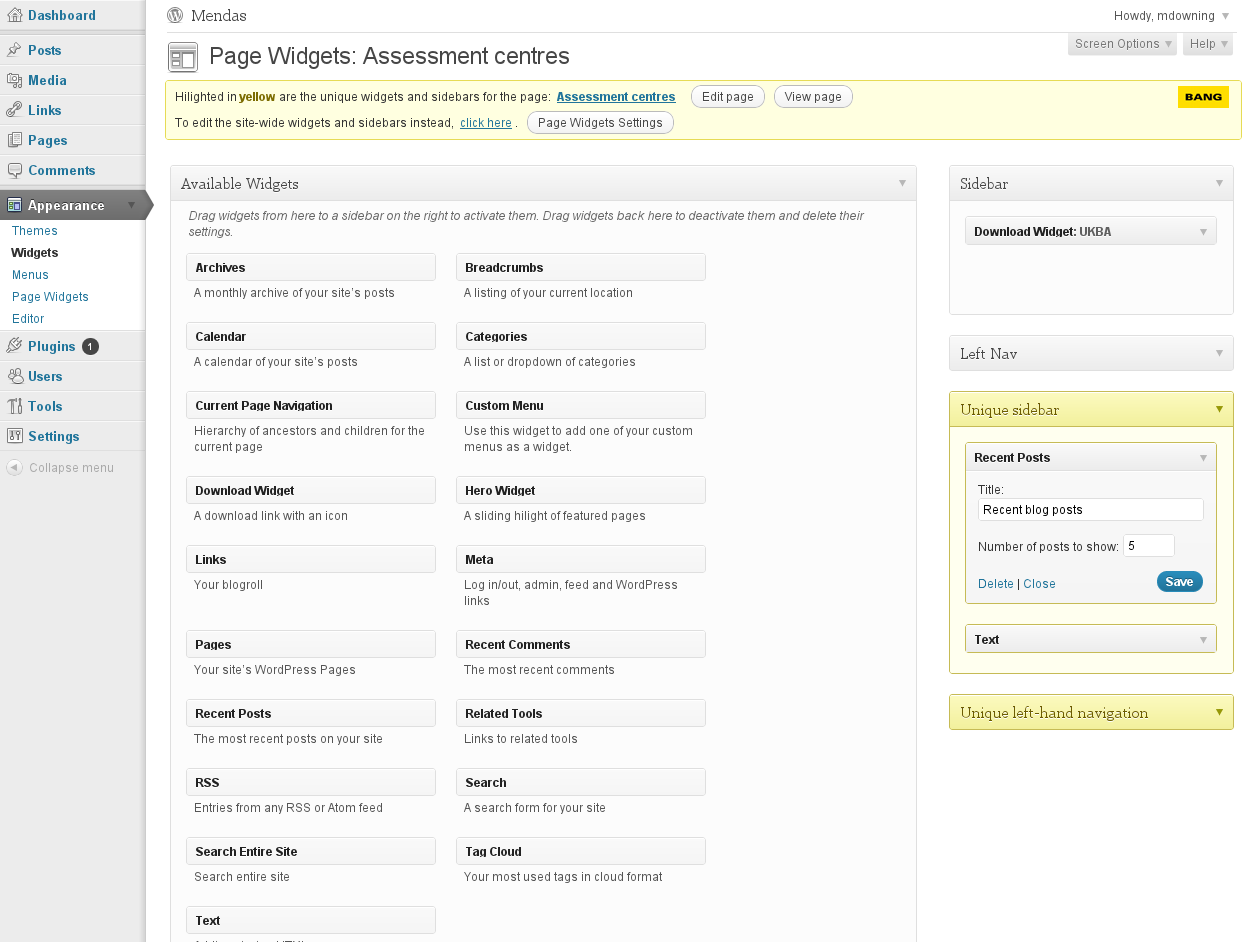 Dashboard
Posts
Media
Links
Pages
Comments
Appearance
Themes
Widgets
Menus
Page Widgets
Editor
Plugins 1
Users
Tools
Settings
Collapse menu
Mendas
Howdy, mdowning
Screen Options
Help
Page Widgets: Assessment centres
Hilighted in yellow are the unique widgets and sidebars for the page: Assessment centres Edit page View page
BANG
To edit the site-wide widgets and sidebars instead, click here . Page Widgets Settings
Available Widgets
Drag widgets from here to a sidebar on the right to activate them. Drag widgets back here to deactivate them and delete their
settings.
Archives
A monthly archive of your site's posts
Breadcrumbs
A listing of your current location
Calendar
A calendar of your site's posts
Categories
A list or dropdown of categories
Current Page Navigation
Hierarchy of ancestors and children for the
current page
Custom Menu
Use this widget to add one of your custom
menus as a widget.
Download Widget
A download link with an icon
Hero Widget
A sliding hilight of featured pages
Links
Your blogroll
Meta
Log in/out, admin, feed and WordPress
links
Pages
Your site's WordPress Pages
Recent Comments
The most recent comments
Recent Posts
The most recent posts on your site
Related Tools
Links to related tools
RSS
Entries from any RSS or Atom feed
Search
A search form for your site
Search Entire Site
Search entire site
Tag Cloud
Your most used tags in cloud format
Text
Sidebar
Download Widget: UKBA
Left Nav
Unique sidebar
Recent Posts
Title:
Recent blog posts
Number of posts to show: 5
Delete | Close
Save
Text
Unique left-hand navigation